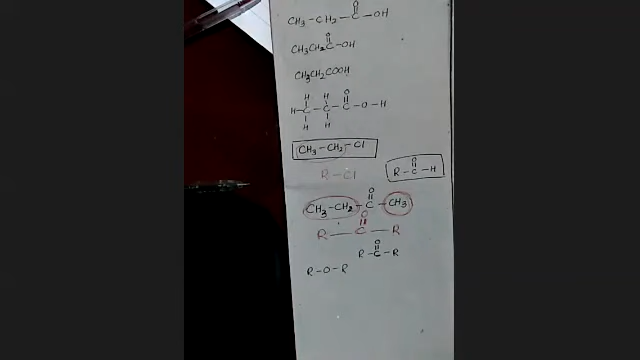 O
||
CH₃-CH₂-C-OH
O
||
CH₃CH₂C-OH
CH₃CH₂COOH
H H O
| | ||
H-C-C-C-O-H
| |
H H
CH₃-CH₂-Cl
R-Cl
O
||
R-C-H
O
||
CH₃-CH₂-C-CH₃
O
||
R-C-R
O
||
R-C-R
R-O-R